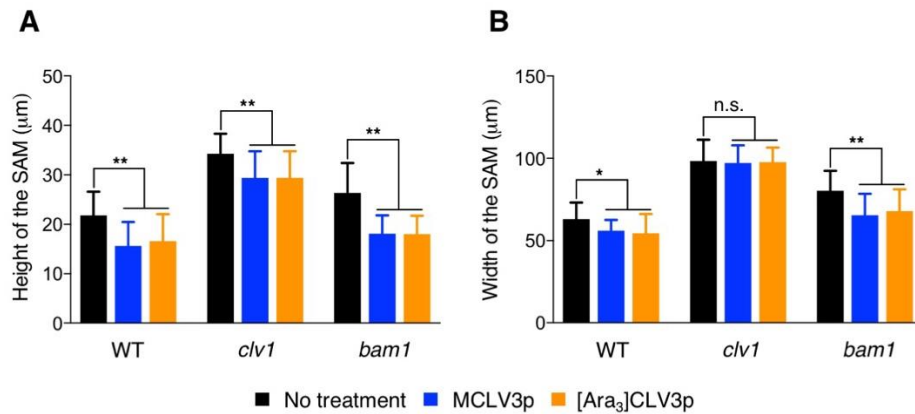 A
Height of the SAM (μm)
50
40
30
20
10
0
**
**
**
WT
clv1
bam1
B
Width of the SAM (μm)
150
100
50
0
*
n.s.
**
WT
clv1
bam1
No treatment MCLV3p [Ara₃]CLV3p